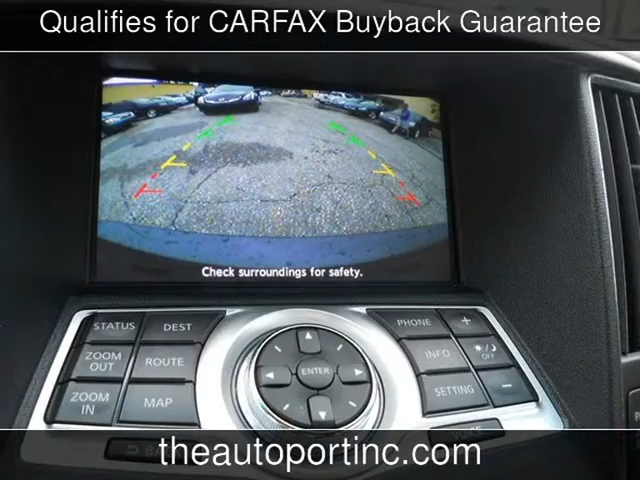 Qualifies for CARFAX Buyback Guarantee
Check surroundings for safety.
STATUS
DEST
PHONE
+
ZOOM
OUT
ROUTE
ENTER
INFO
OFF
ZOOM
IN
MAP
SETTING
-
theautoportinc.com